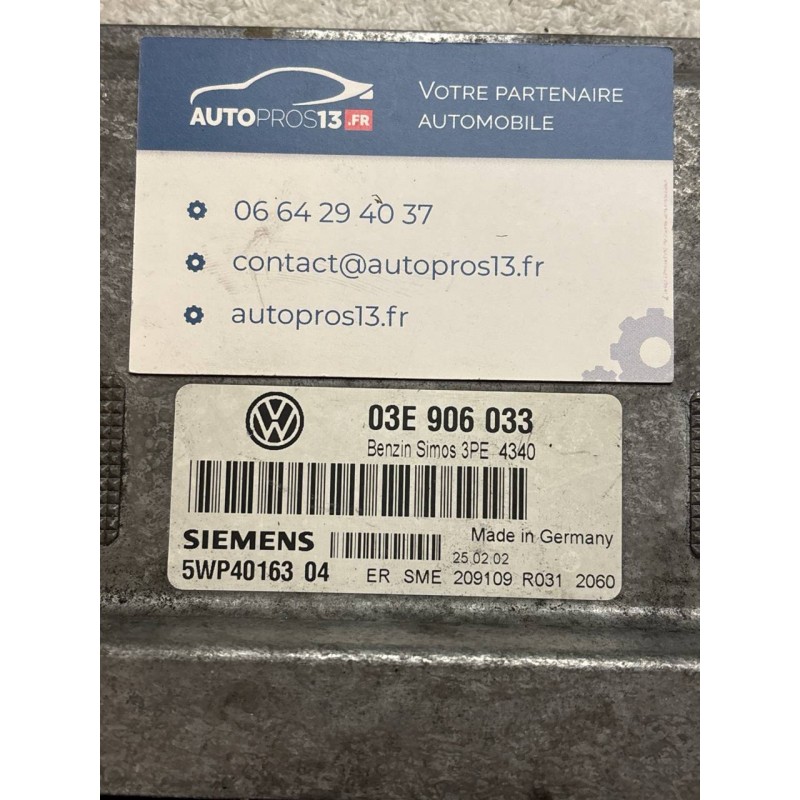 AUTOPROS13.FR
VOTRE PARTENAIRE
AUTOMOBILE
06 64 29 40 37
contact@autopros13.fr
autopros13.fr
VW
03E 906 033
Benzin Simos 3PE 4340
SIEMENS
Made in Germany
25.02.02
5WP40163 04
ER SME 209109 R031 2060